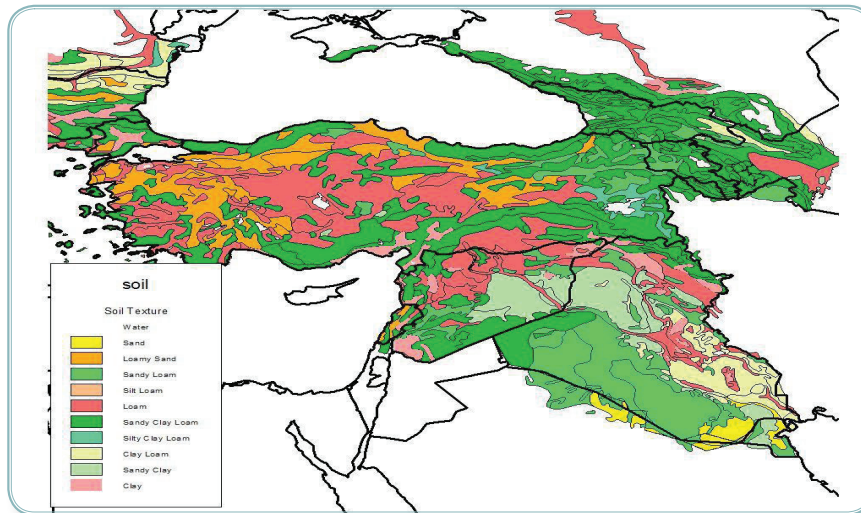 soil
Soil Texture
Water
Sand
Loamy Sand
Sandy Loam
Silt Loam
Loam
Sandy Clay Loam
Silty Clay Loam
Clay Loam
Sandy Clay
Clay